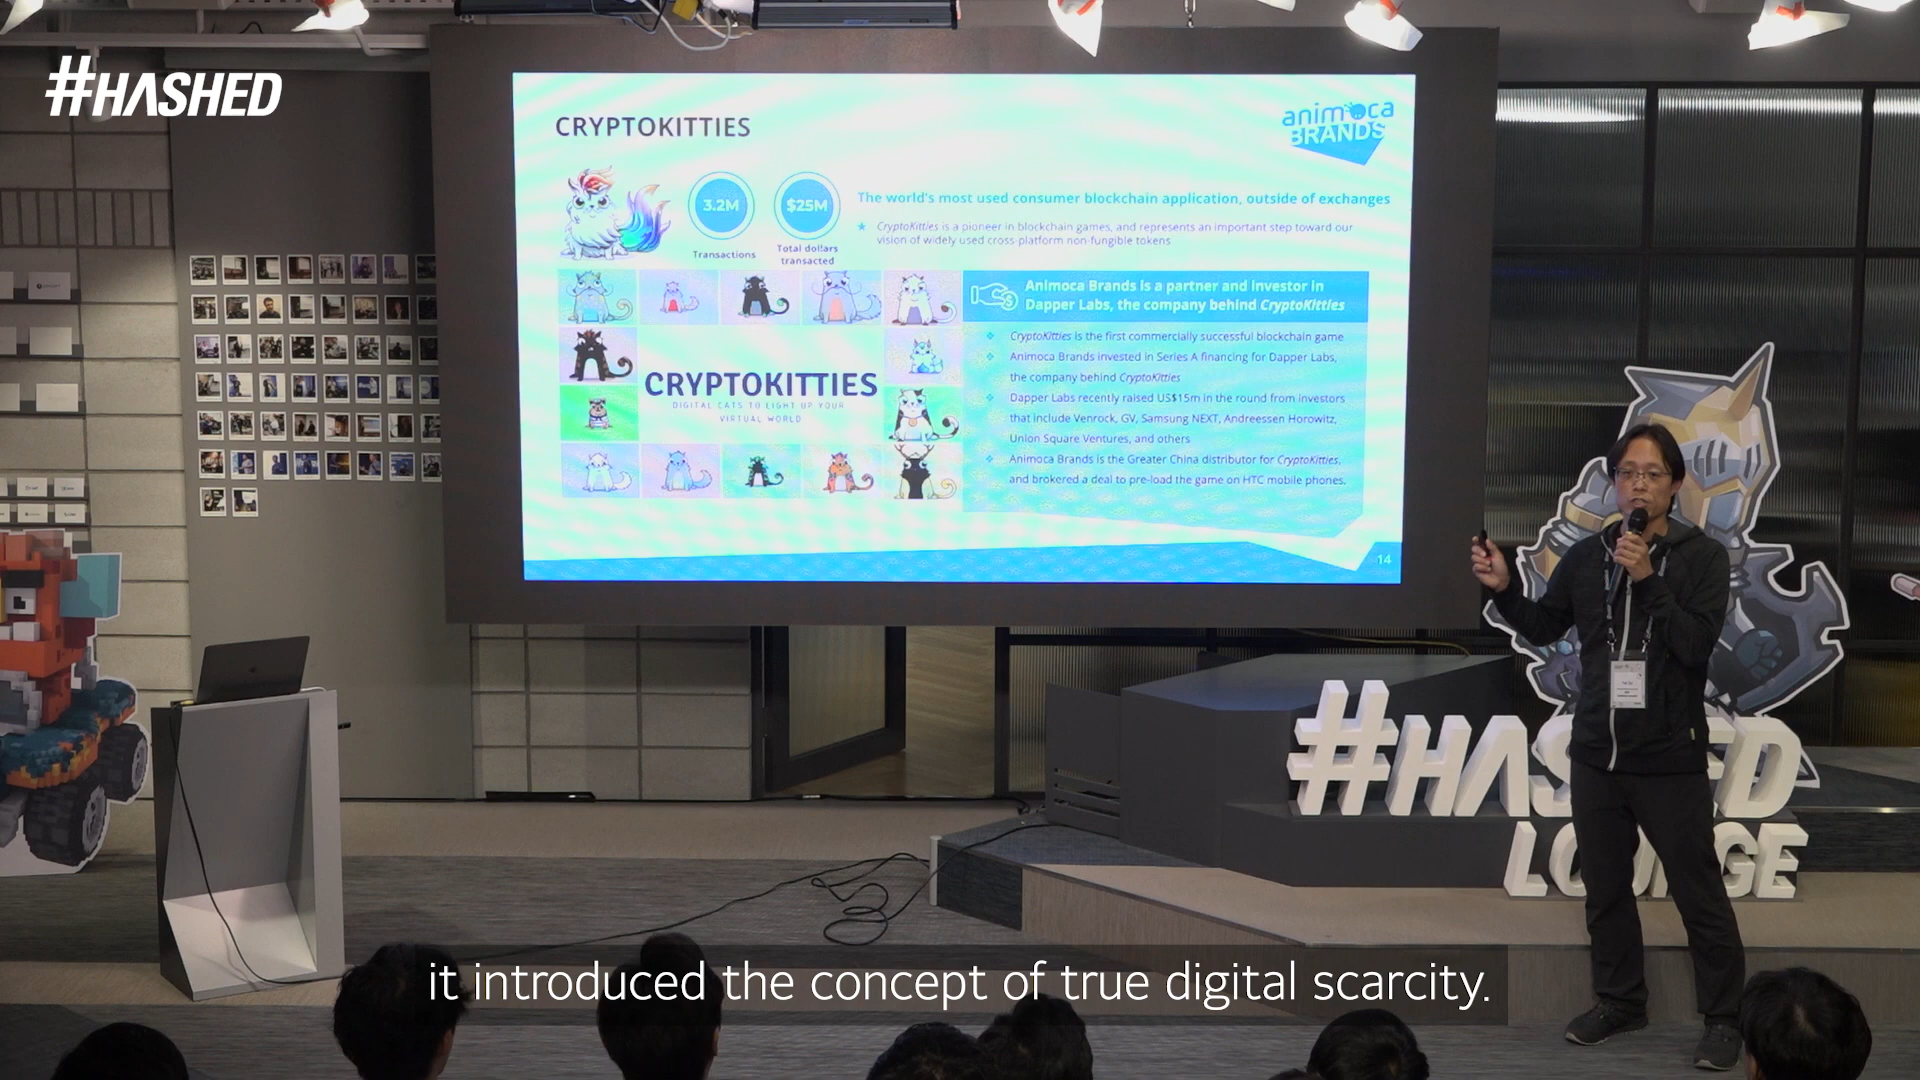 #HASHED
CRYPTOKITTIES
animoca
BRANDS
3.2M
$25M
Transactions
Total dollars
transacted
The world's most used consumer blockchain application, outside of exchanges
★ CryptoKitties is a pioneer in blockchain games, and represents an important step toward our
vision of widely used cross-platform non-fungible tokens
Animoca Brands is a partner and investor in
Dapper Labs, the company behind CryptoKitties
CryptoKitties is the first commercially successful blockchain game
Animoca Brands invested in Series A financing for Dapper Labs,
the company behind CryptoKitties
Dapper Labs recently raised US$15m in the round from investors
that include Venrock, GV, Samsung NEXT, Andreessen Horowitz,
Union Square Ventures, and others
Animoca Brands is the Greater China distributor for CryptoKitties,
and brokered a deal to pre-load the game on HTC mobile phones.
CRYPTOKITTIES
DIGITAL CATS TO LIGHT UP YOUR
VIRTUAL WORLD
14
#HASHED
LOUNGE
it introduced the concept of true digital scarcity.